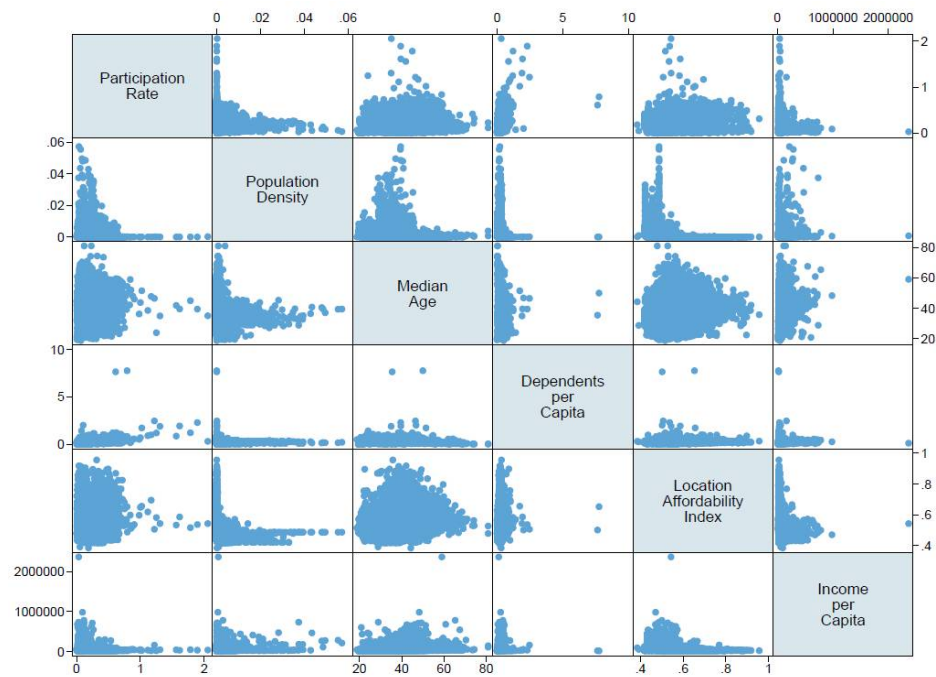 0 .02 .04 .06 0 5 10 0 1000000 2000000
Participation
Rate
2
1
0
.06
.04
.02
0
Population
Density
Median
Age
80
60
40
20
10
5
0
Dependents
per
Capita
Location
Affordability
Index
1
.8
.6
.4
2000000
1000000
0
Income
per
Capita
0 1 2 20 40 60 80 .4 .6 .8 1